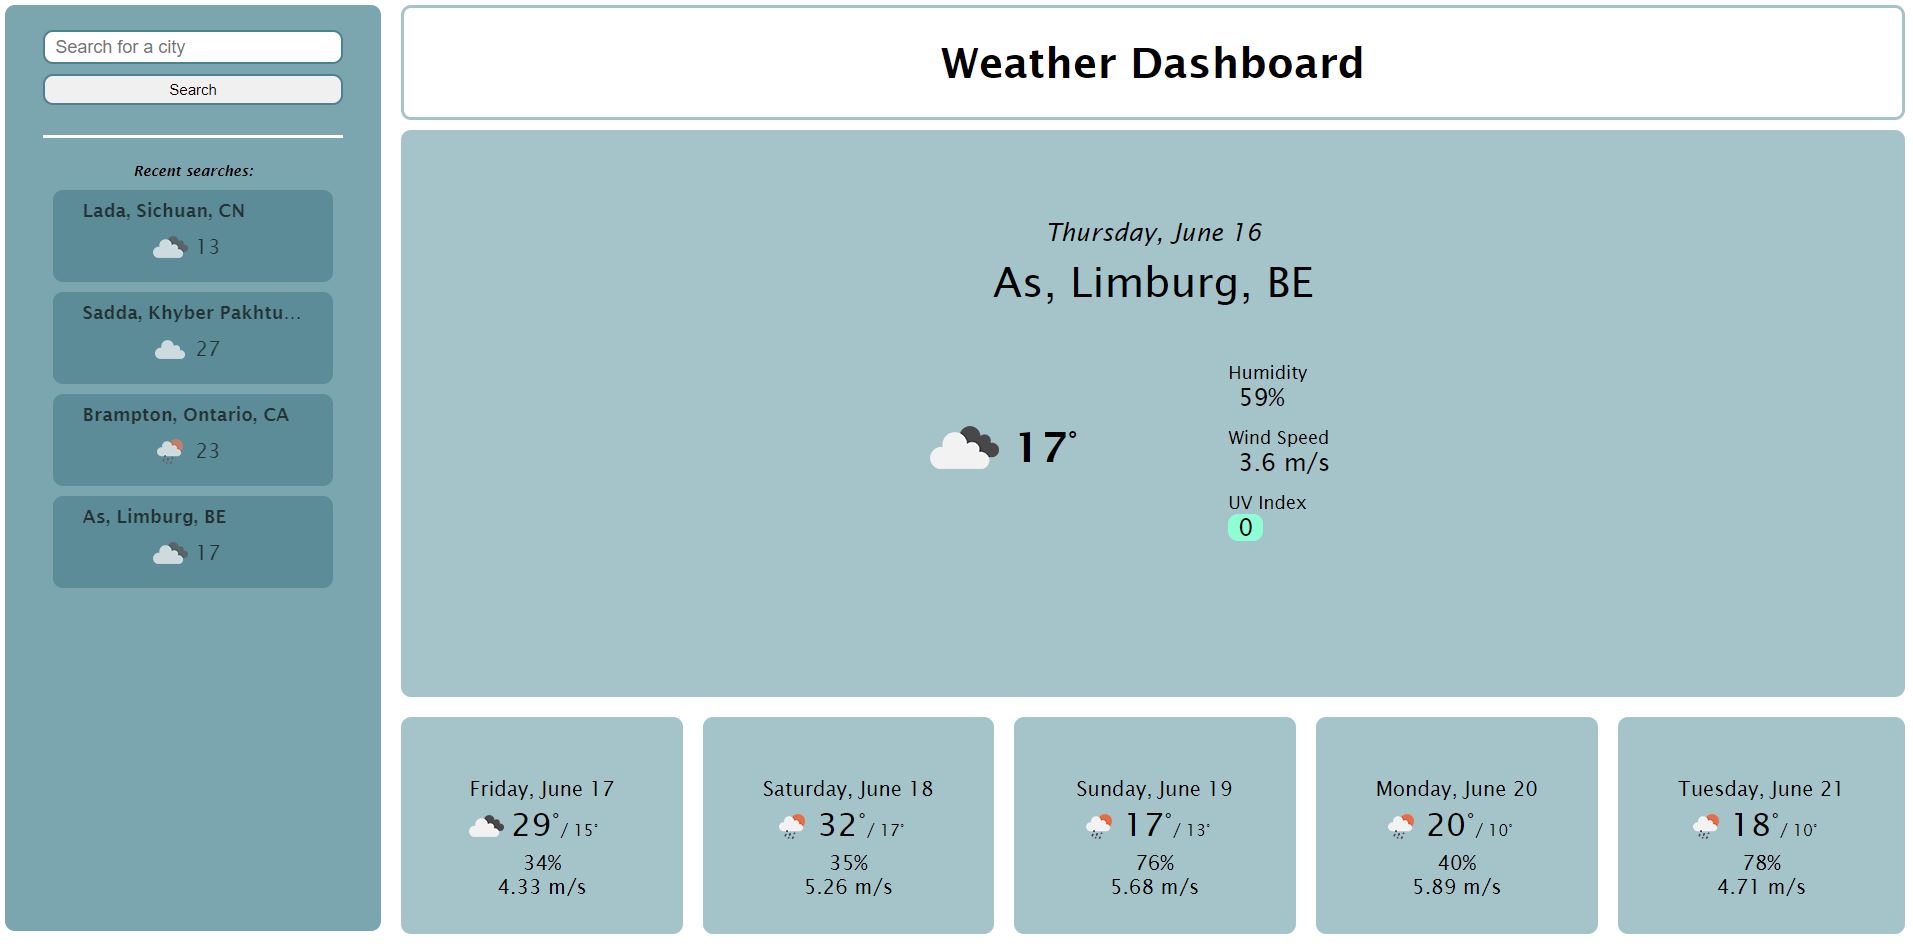 Search for a city
Search
Recent searches:
Lada, Sichuan, CN
13
Sadda, Khyber Pakhtu...
27
Brampton, Ontario, CA
23
As, Limburg, BE
17
Weather Dashboard
Thursday, June 16
As, Limburg, BE
17°
Humidity
59%
Wind Speed
3.6 m/s
UV Index
0
Friday, June 17
29°/ 15°
34%
4.33 m/s
Saturday, June 18
32°/ 17°
35%
5.26 m/s
Sunday, June 19
17°/ 13°
76%
5.68 m/s
Monday, June 20
20°/ 10°
40%
5.89 m/s
Tuesday, June 21
18°/ 10°
78%
4.71 m/s